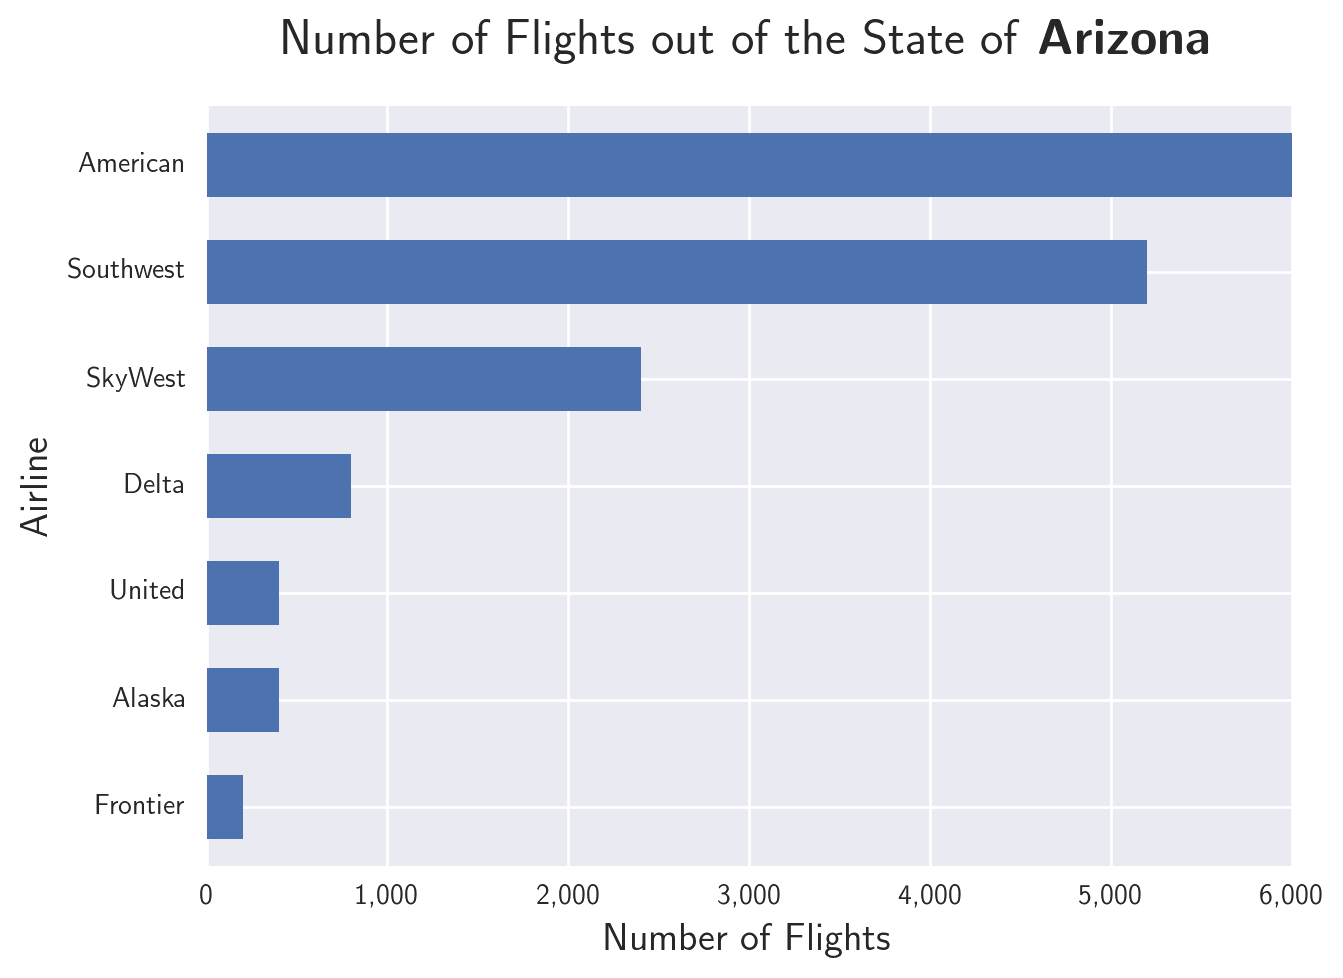 Number of Flights out of the State of Arizona
American
Southwest
SkyWest
Delta
United
Alaska
Frontier
Airline
0 1,000 2,000 3,000 4,000 5,000 6,000
Number of Flights